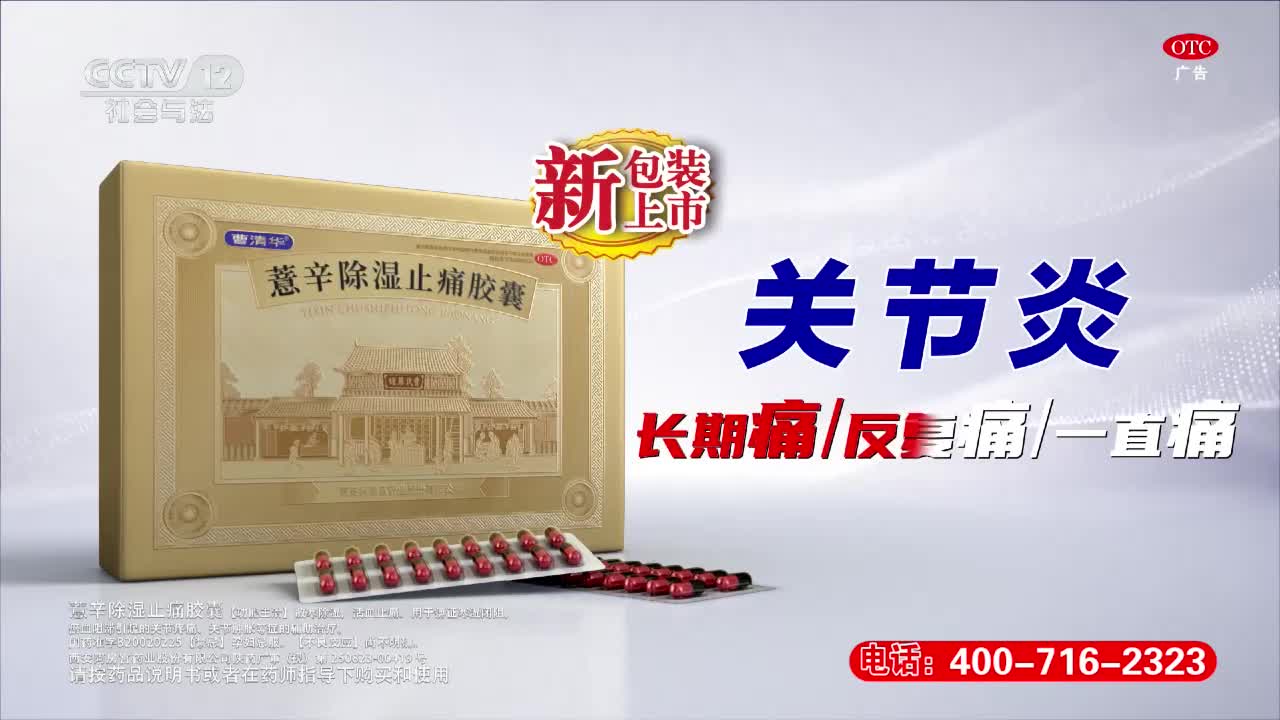 CCTV 12
社会与法
OTC
广告
新包装上市
曹清华
OTC
薏辛除湿止痛胶囊
YIXIN CHUSHIZHITONG JIAONANG
关节炎
长期痛/反复痛/一直痛
薏辛除湿止痛胶囊
请按药品说明书或者在药师指导下购买和使用
电话：400-716-2323